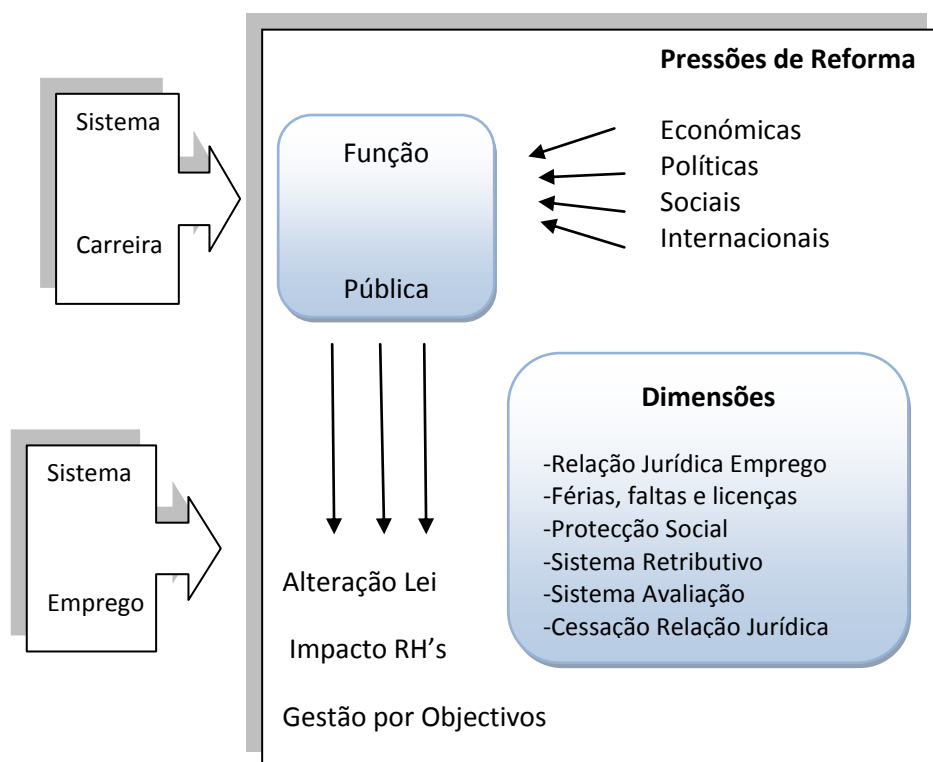 Pressões de Reforma
Sistema
Carreira
Função
Pública
Económicas
Políticas
Sociais
Internacionais
Sistema
Emprego
Dimensões
-Relação Jurídica Emprego
-Férias, faltas e licenças
-Protecção Social
-Sistema Retributivo
-Sistema Avaliação
-Cessação Relação Jurídica
Alteração Lei
Impacto RH's
Gestão por Objectivos